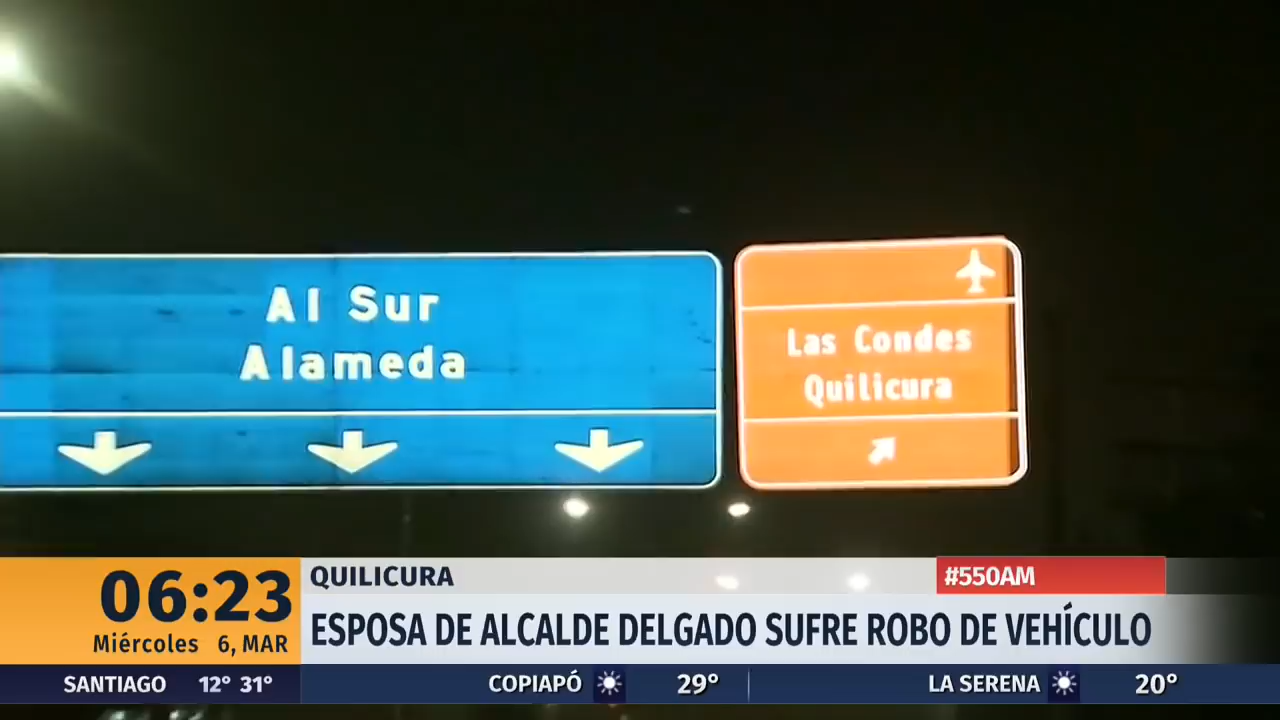 Al Sur
Alameda
Las Condes
Quilicura
06:23
Miércoles 6, MAR
QUILICURA
#550AM
ESPOSA DE ALCALDE DELGADO SUFRE ROBO DE VEHÍCULO
SANTIAGO 12° 31° COPIAPÓ 29° LA SERENA 20°